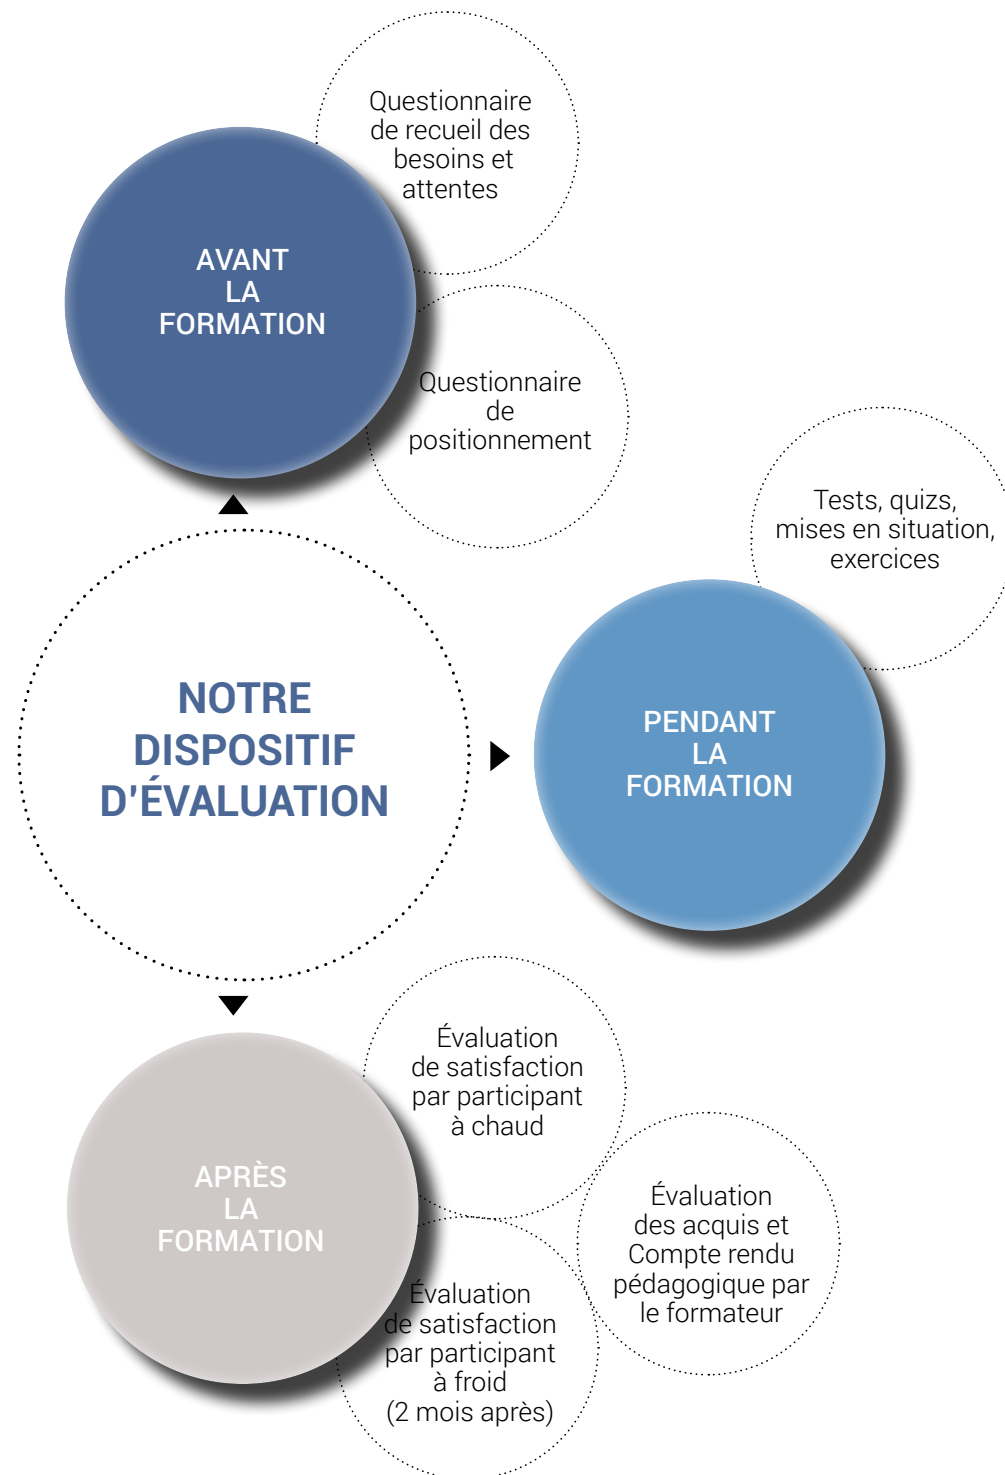 Questionnaire
de recueil des
besoins et
attentes
AVANT
LA
FORMATION
Questionnaire
de
positionnement
Tests, quizs,
mises en situation,
exercices
NOTRE
DISPOSITIF
D'ÉVALUATION
PENDANT
LA
FORMATION
Évaluation
de satisfaction
par participant
à chaud
APRÈS
LA
FORMATION
Évaluation
des acquis et
Compte rendu
pédagogique par
le formateur
Évaluation
de satisfaction
par participant
à froid
(2 mois après)